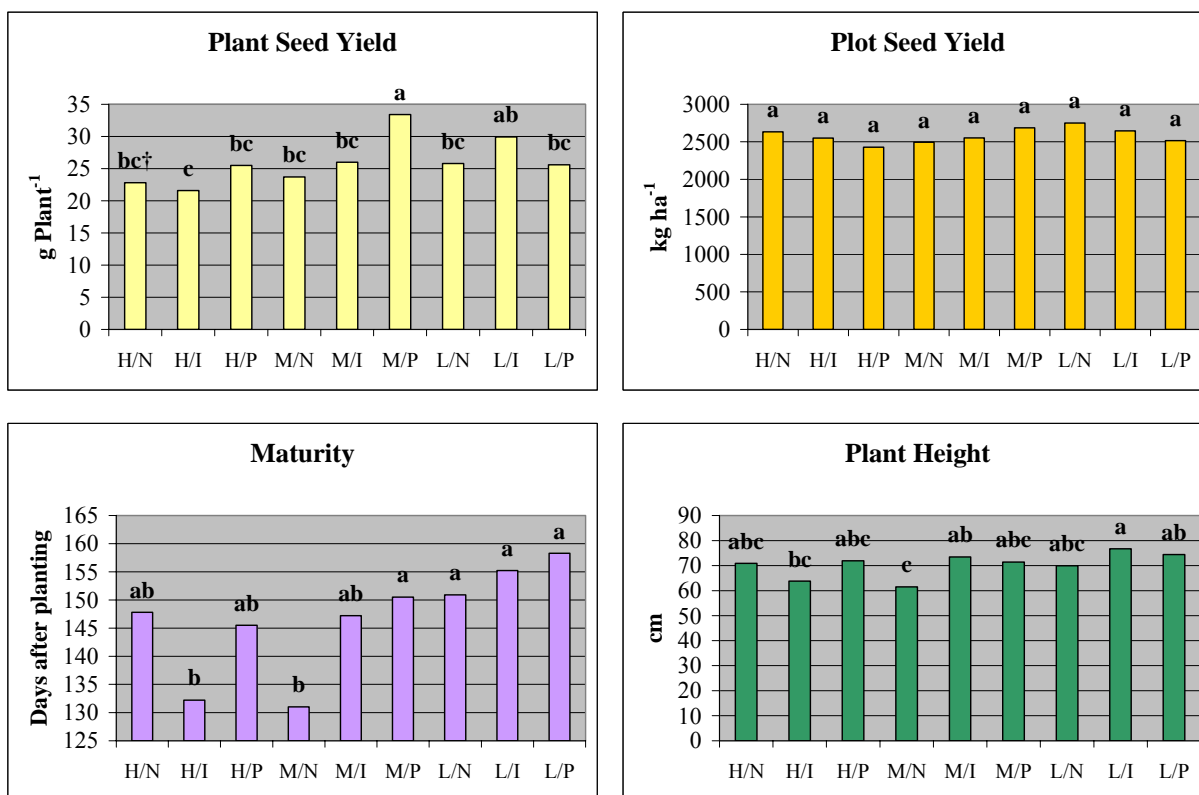 Plant Seed Yield
g Plant⁻¹
35
30
25
20
15
10
5
0
bc†
c
bc
bc
bc
a
bc
ab
bc
H/N H/I H/P M/N M/I M/P L/N L/I L/P
Plot Seed Yield
kg ha⁻¹
3000
2500
2000
1500
1000
500
0
a
a
a
a
a
a
a
a
a
H/N H/I H/P M/N M/I M/P L/N L/I L/P
Maturity
Days after planting
165
160
155
150
145
140
135
130
125
ab
b
ab
b
ab
a
a
a
a
H/N H/I H/P M/N M/I M/P L/N L/I L/P
Plant Height
cm
90
80
70
60
50
40
30
20
10
0
abc
bc
abc
c
ab
abc
abc
a
ab
H/N H/I H/P M/N M/I M/P L/N L/I L/P